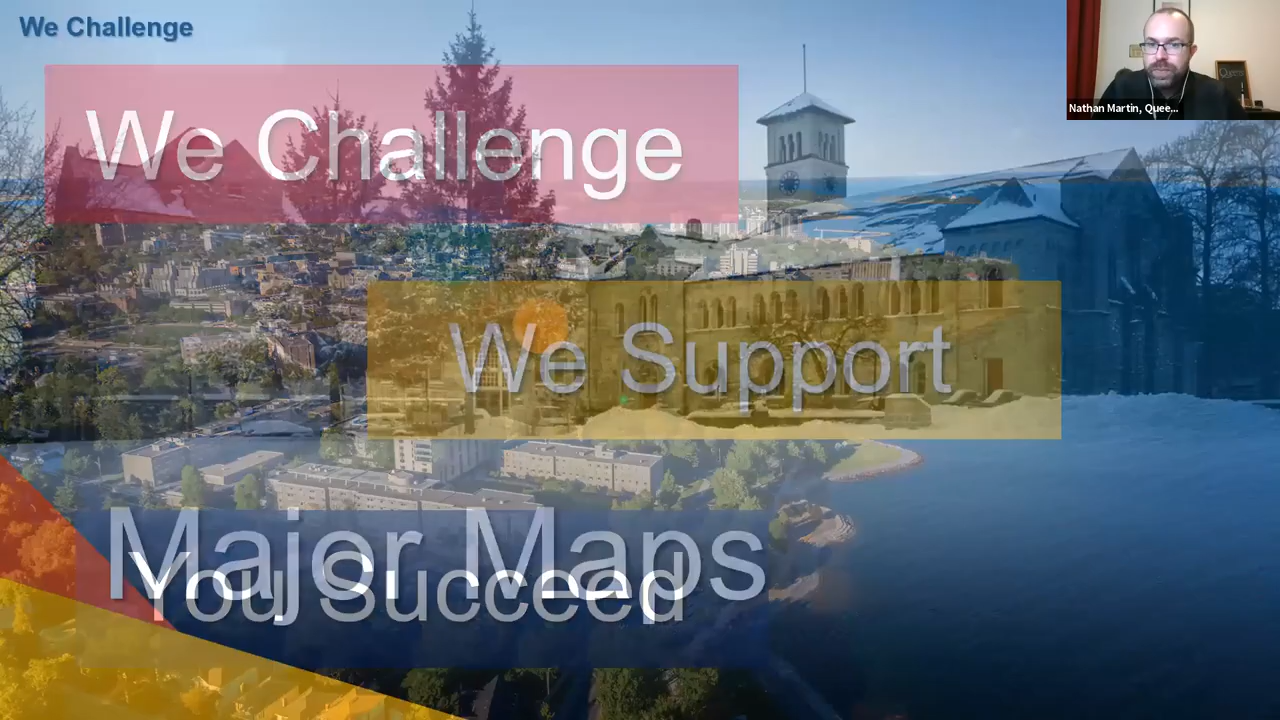 We Challenge
Nathan Martin, Quee...
We Challenge
We Support
Major Maps
You Succeed